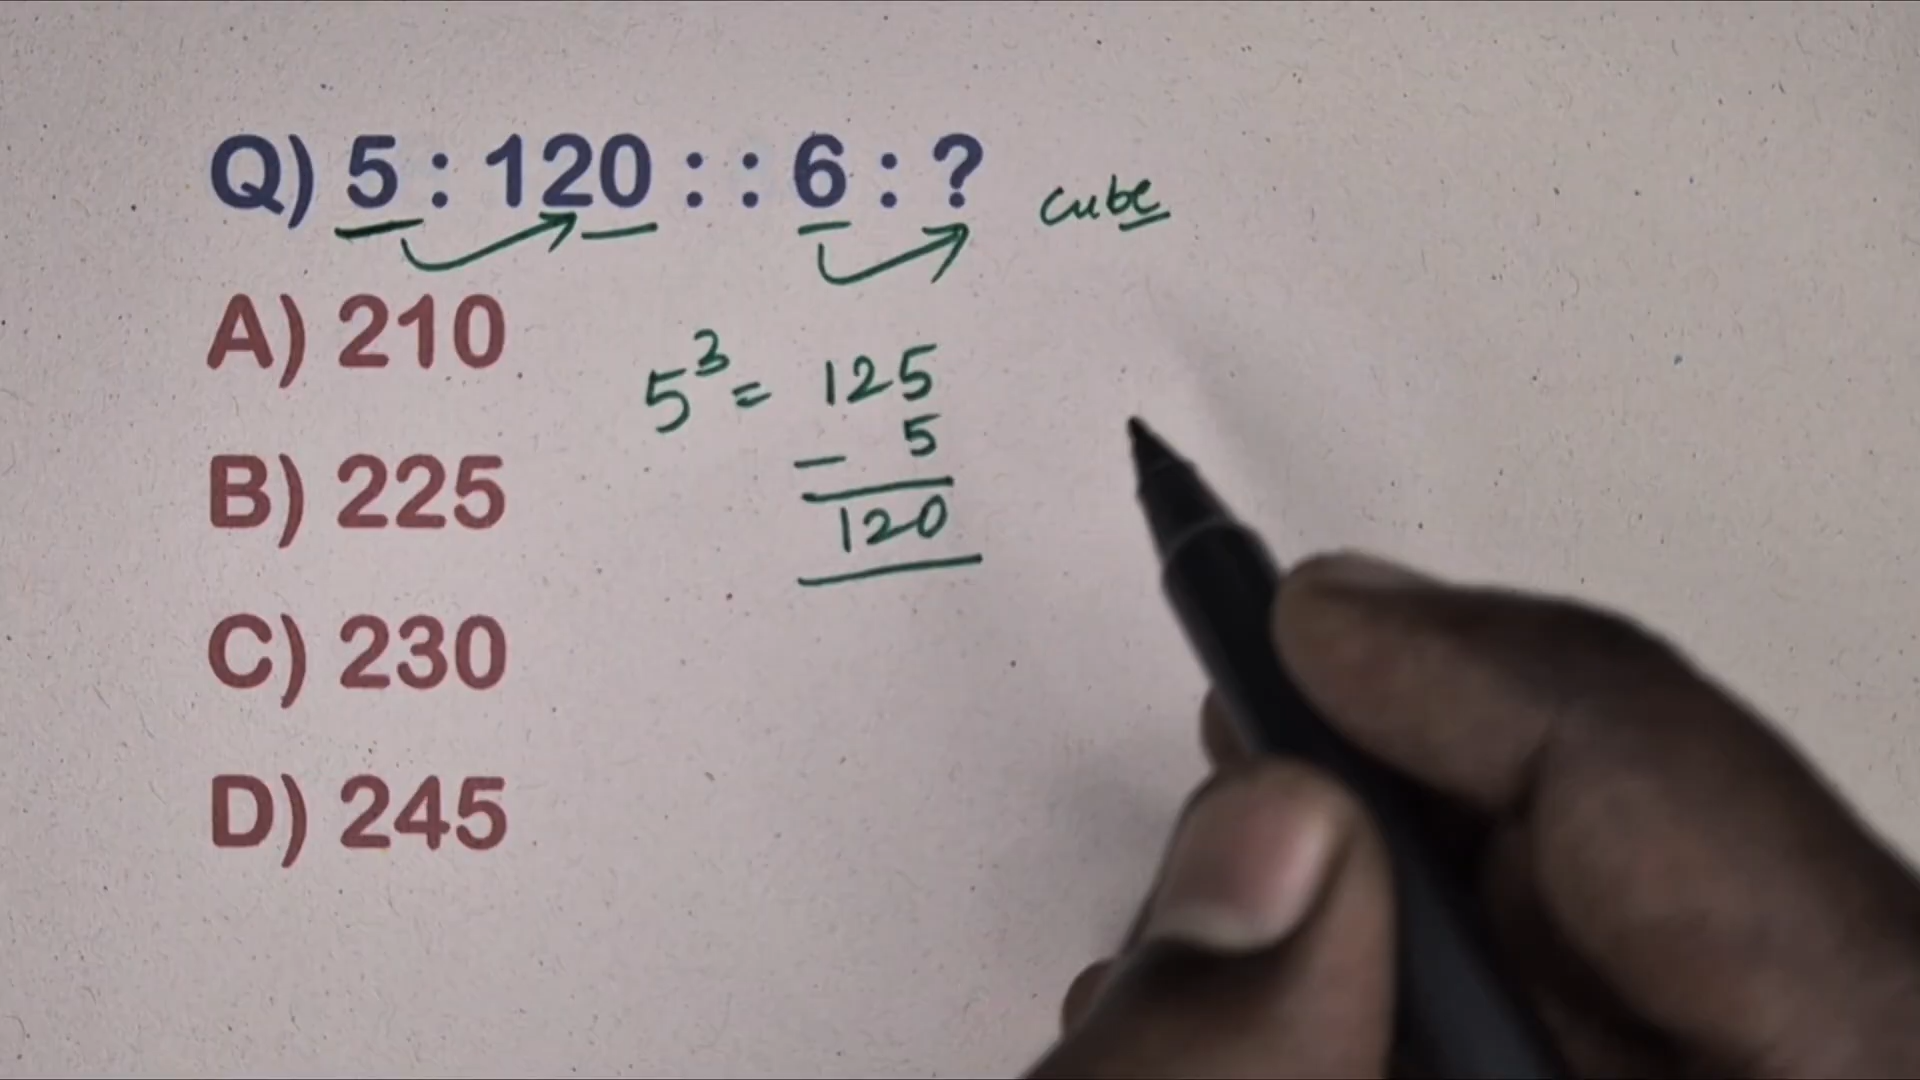 Q) 5 : 120 : : 6 : ?
cube
A) 210
5³ = 125
- 5
120
B) 225
C) 230
D) 245